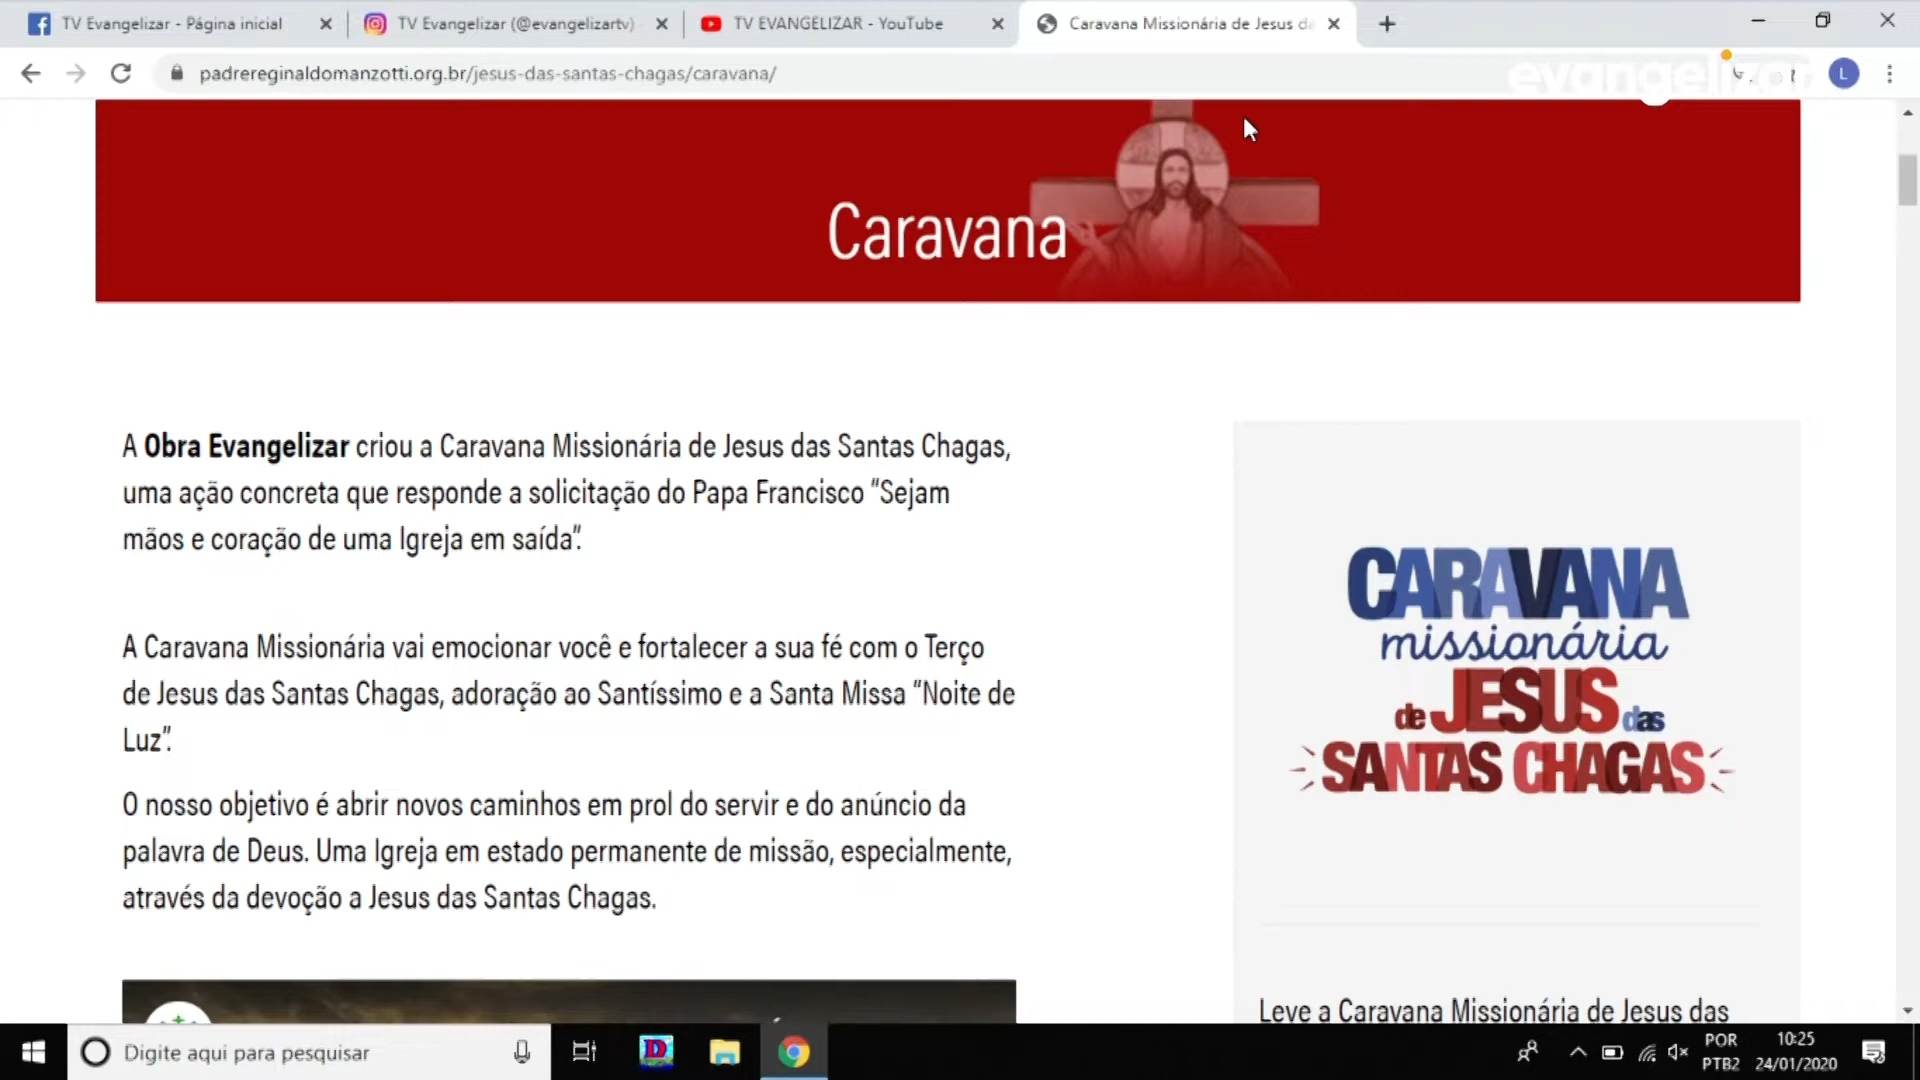 TV Evangelizar - Página inicial
TV Evangelizar (@evangelizartv)
TV EVANGELIZAR - YouTube
Caravana Missionária de Jesus da
padrereginaldomanzotti.org.br/jesus-das-santas-chagas/caravana/
evangelizar
L
Caravana
A Obra Evangelizar criou a Caravana Missionária de Jesus das Santas Chagas,
uma ação concreta que responde a solicitação do Papa Francisco “Sejam
mãos e coração de uma Igreja em saída”.
A Caravana Missionária vai emocionar você e fortalecer a sua fé com o Terço
de Jesus das Santas Chagas, adoração ao Santíssimo e a Santa Missa “Noite de
Luz”.
O nosso objetivo é abrir novos caminhos em prol do servir e do anúncio da
palavra de Deus. Uma Igreja em estado permanente de missão, especialmente,
através da devoção a Jesus das Santas Chagas.
CARAVANA
missionária
de JESUS das
SANTAS CHAGAS
Leve a Caravana Missionária de Jesus das
Digite aqui para pesquisar
D
POR
PTB2
10:25
24/01/2020